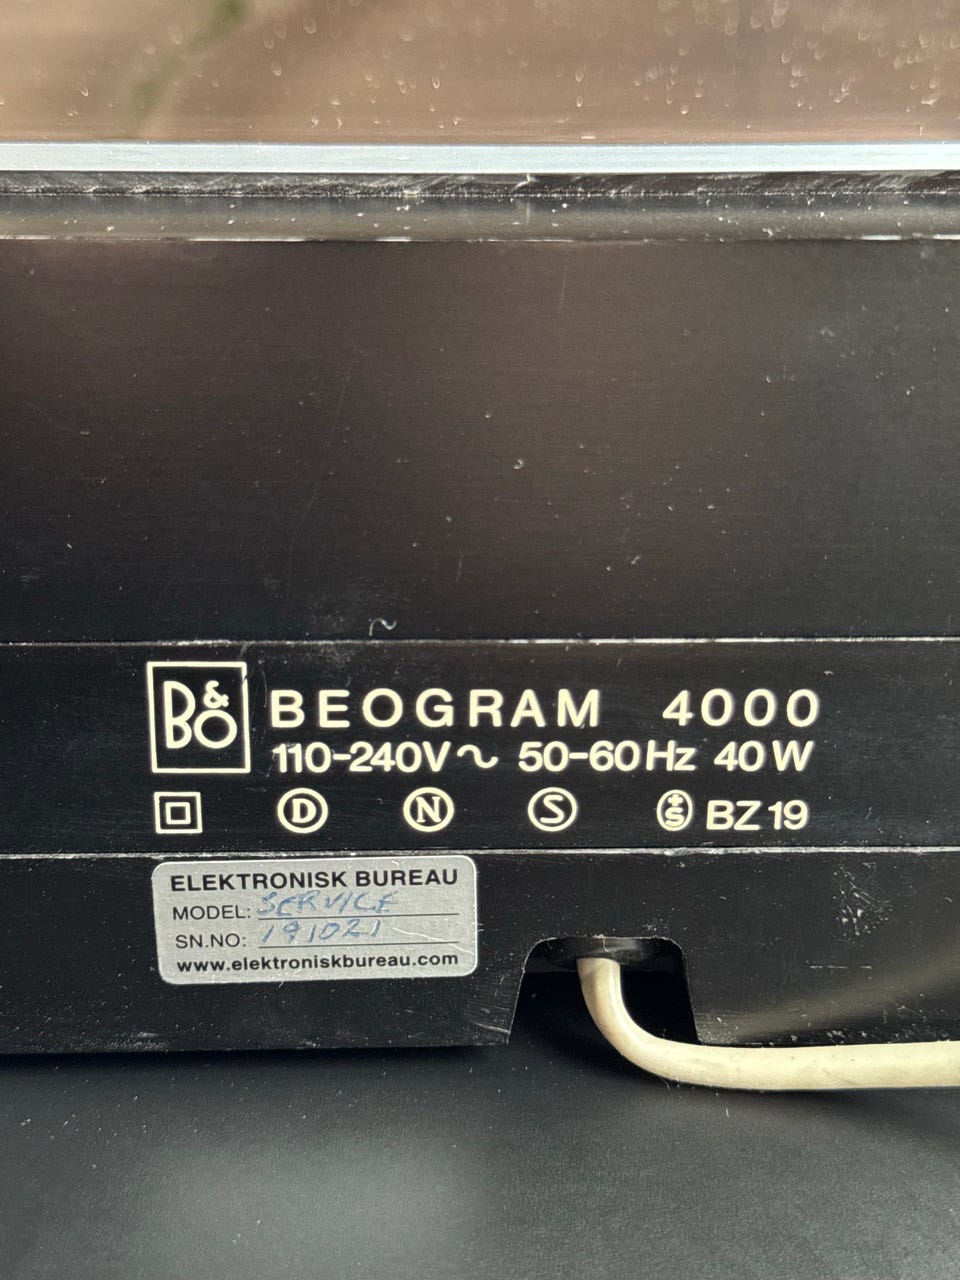 B&O BEOGRAM 4000
110-240V~ 50-60Hz 40W
D N S S BZ 19
ELEKTRONISK BUREAU
MODEL: SERVICE
SN.NO: 191021
www.elektroniskbureau.com